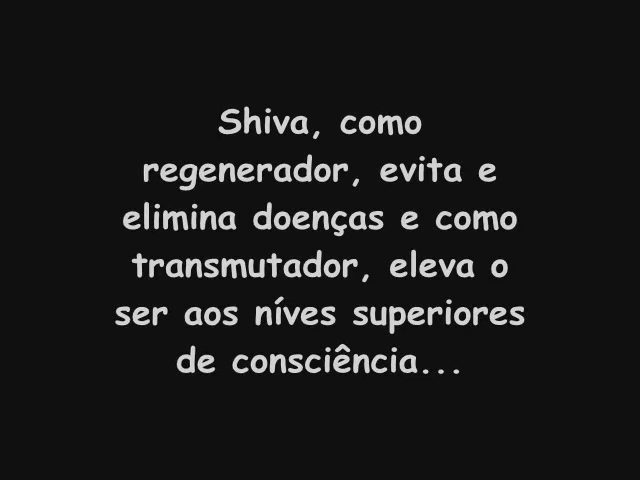 Shiva, como
regenerador, evita e
elimina doenças e como
transmutador, eleva o
ser aos níves superiores
de consciência...